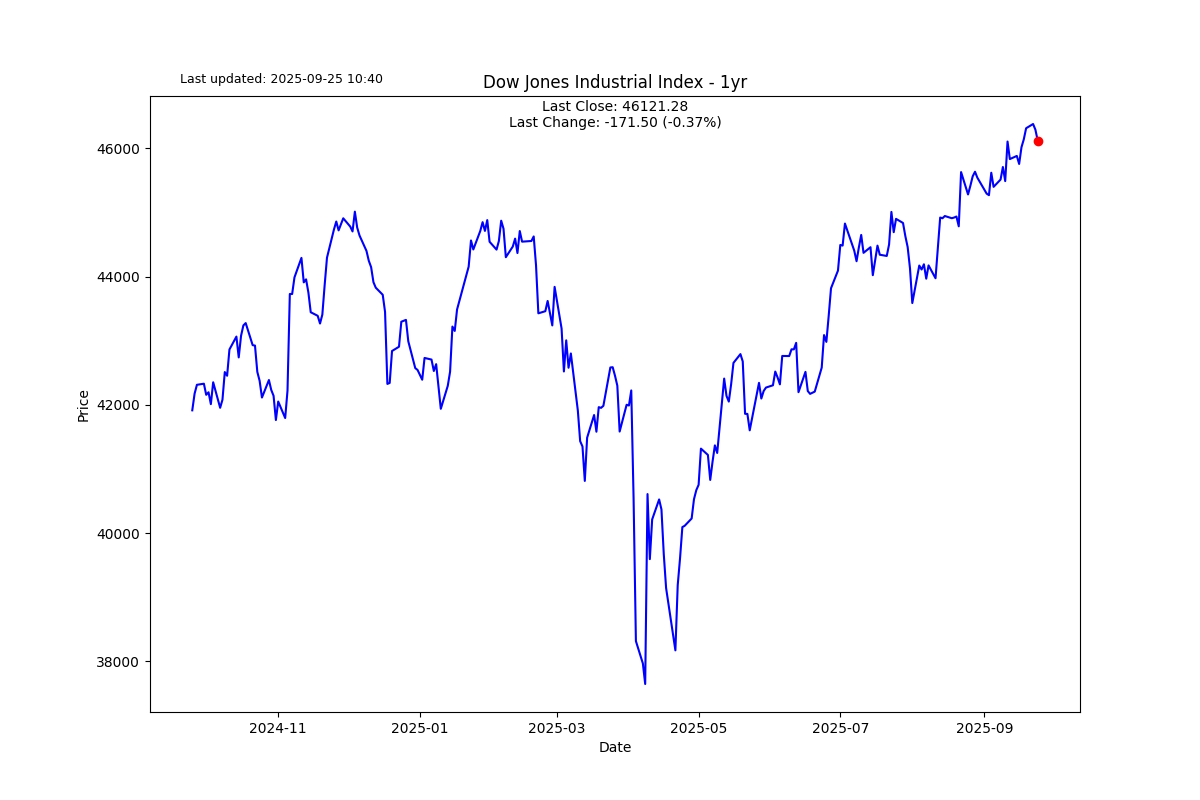 Last updated: 2025-09-25 10:40
Dow Jones Industrial Index - 1yr
Last Close: 46121.28
Last Change: -171.50 (-0.37%)
46000
44000
42000
40000
38000
Price
2024-11
2025-01
2025-03
2025-05
2025-07
2025-09
Date